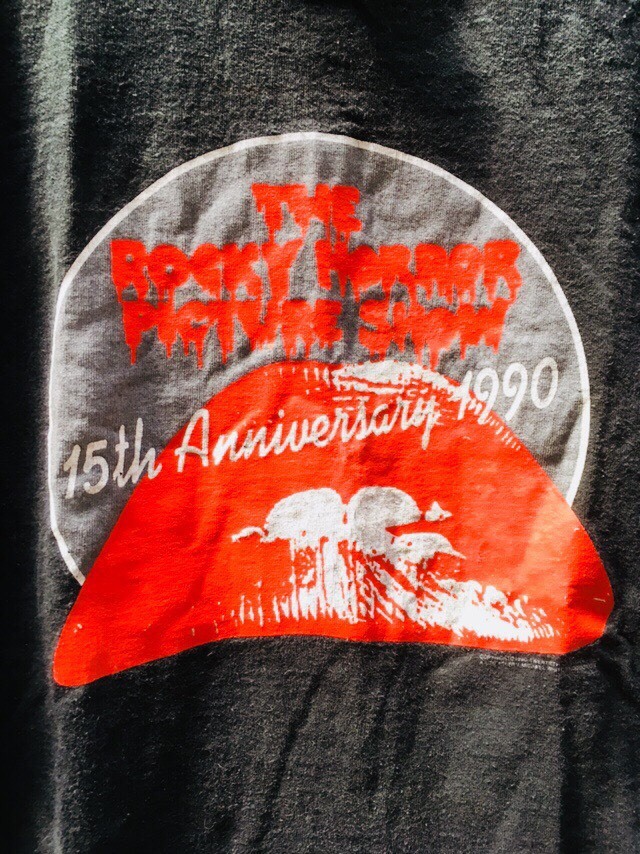 THE
ROCKY HORROR
PICTURE SHOW
15th Anniversary 1990